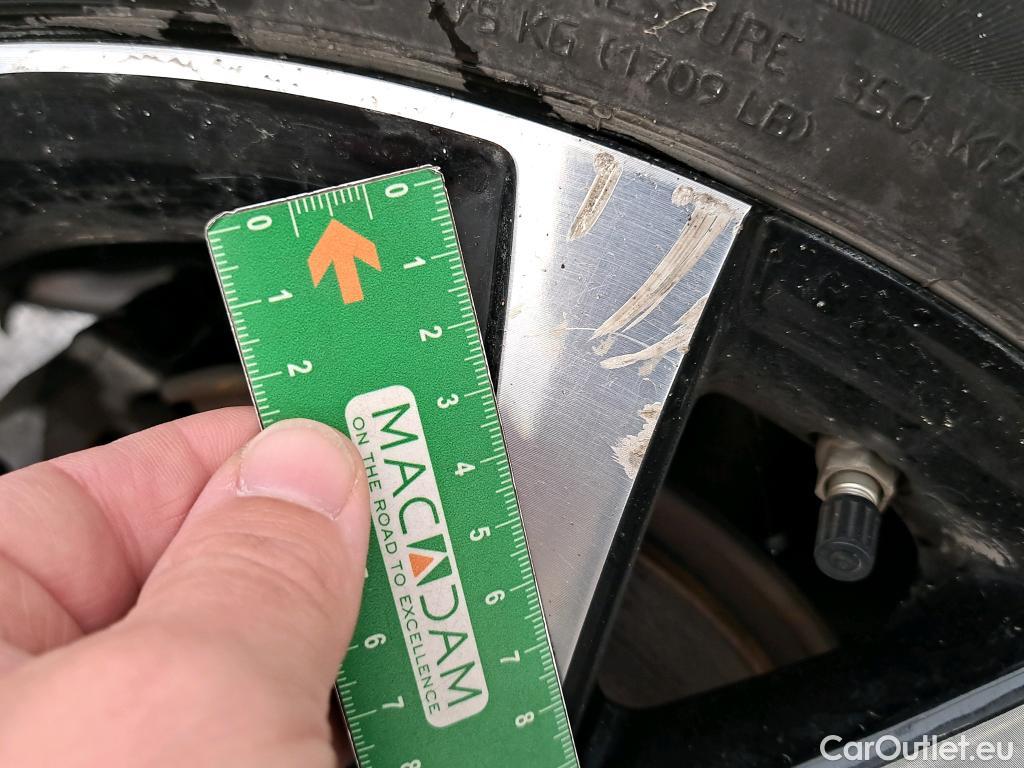 75 KG (1709 LB)
350 KPA
0 0
1 1
2 2
3
4
5
6 6
7 7
8 8
MACADAM
ON THE ROAD TO EXCELLENCE
CarOutlet.eu